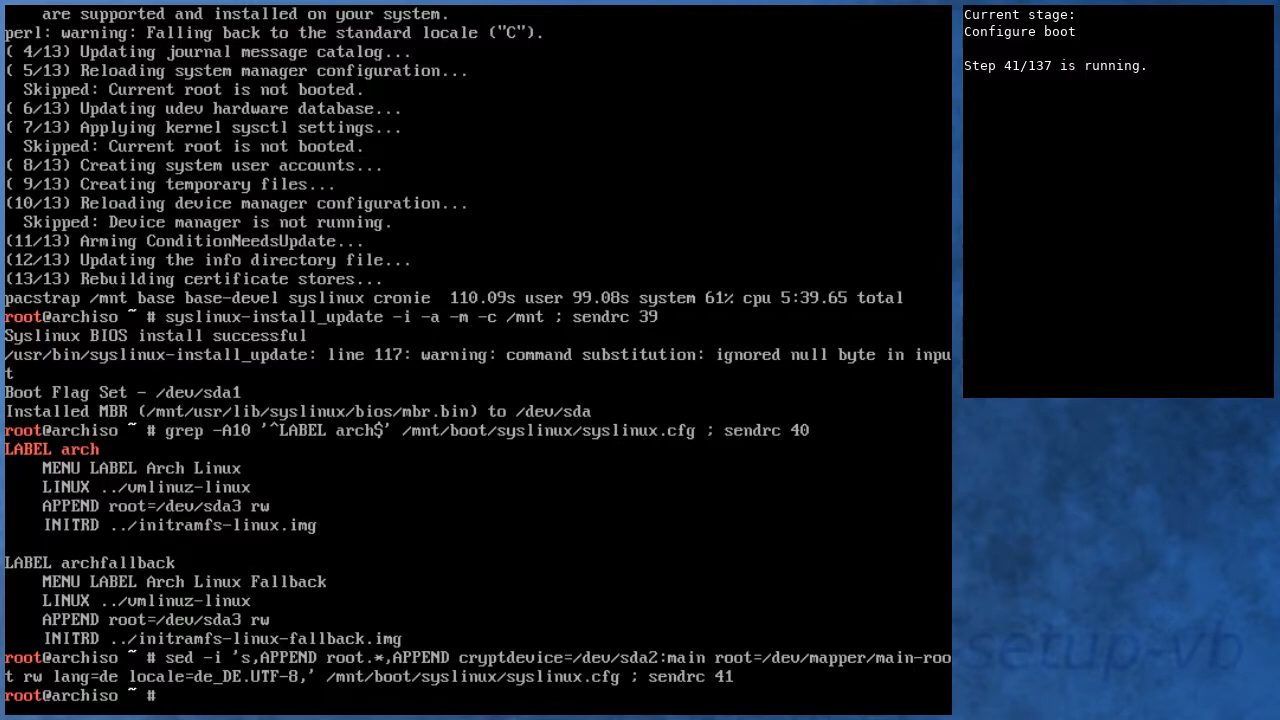 are supported and installed on your system.
perl: warning: Falling back to the standard locale ("C").
( 4/13) Updating journal message catalog...
( 5/13) Reloading system manager configuration...
  Skipped: Current root is not booted.
( 6/13) Updating udev hardware database...
( 7/13) Applying kernel sysctl settings...
  Skipped: Current root is not booted.
( 8/13) Creating system user accounts...
( 9/13) Creating temporary files...
(10/13) Reloading device manager configuration...
  Skipped: Device manager is not running.
(11/13) Arming ConditionNeedsUpdate...
(12/13) Updating the info directory file...
(13/13) Rebuilding certificate stores...
pacstrap /mnt base base-devel syslinux cronie  110.09s user 99.08s system 61% cpu 5:39.65 total
root@archiso ~ # syslinux-install_update -i -a -m -c /mnt ; sendrc 39
Syslinux BIOS install successful
/usr/bin/syslinux-install_update: line 117: warning: command substitution: ignored null byte in inpu
t
Boot Flag Set - /dev/sda1
Installed MBR (/mnt/usr/lib/syslinux/bios/mbr.bin) to /dev/sda
root@archiso ~ # grep -A10 '^LABEL arch$' /mnt/boot/syslinux/syslinux.cfg ; sendrc 40
LABEL arch
    MENU LABEL Arch Linux
    LINUX ../vmlinuz-linux
    APPEND root=/dev/sda3 rw
    INITRD ../initramfs-linux.img

LABEL archfallback
    MENU LABEL Arch Linux Fallback
    LINUX ../vmlinuz-linux
    APPEND root=/dev/sda3 rw
    INITRD ../initramfs-linux-fallback.img
root@archiso ~ # sed -i 's,APPEND root.*,APPEND cryptdevice=/dev/sda2:main root=/dev/mapper/main-roo
t rw lang=de locale=de_DE.UTF-8,' /mnt/boot/syslinux/syslinux.cfg ; sendrc 41
root@archiso ~ #
Current stage:
Configure boot
Step 41/137 is running.
setup-vb